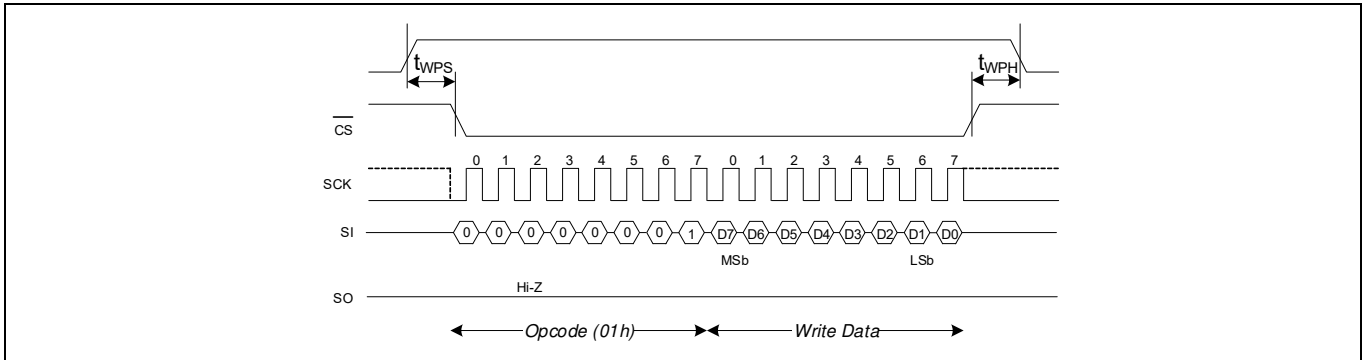 tWPS tWPH
CS
0 1 2 3 4 5 6 7 0 1 2 3 4 5 6 7
SCK
SI 0 0 0 0 0 0 0 1 D7 D6 D5 D4 D3 D2 D1 D0
MSb LSb
Hi-Z
SO
Opcode (01h) Write Data